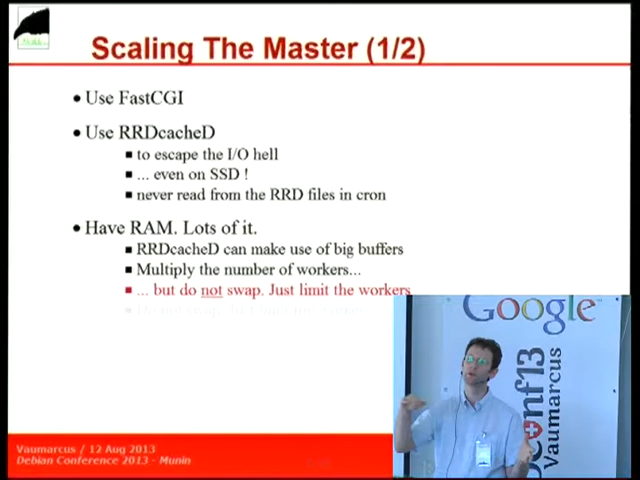 Scaling The Master (1/2)
• Use FastCGI
• Use RRDcacheD
■ to escape the I/O hell
■ ... even on SSD !
■ never read from the RRD files in cron
• Have RAM. Lots of it.
■ RRDcacheD can make use of big buffers
■ Multiply the number of workers...
■ ... but do not swap. Just limit the workers
Vaumarcus / 12 Aug 2013
Debian Conference 2013 - Munin
Google
conf13
Vaumarcus